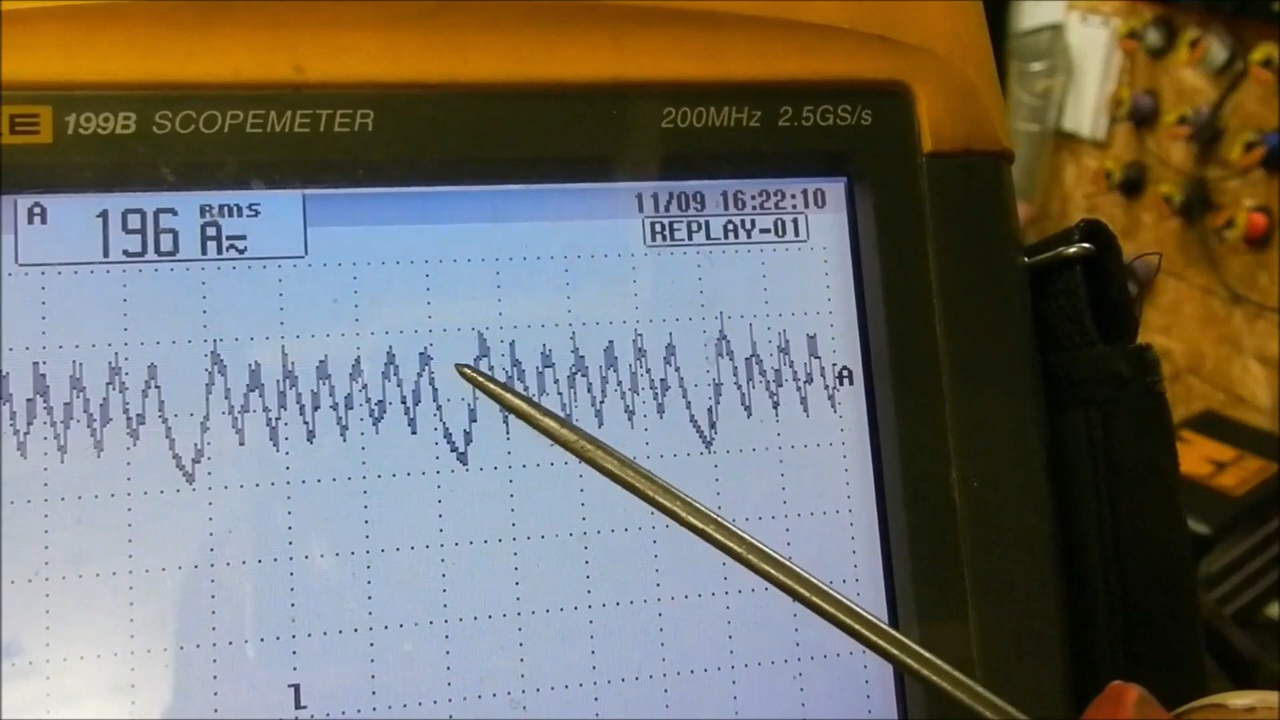 E 199B SCOPEMETER 200MHz 2.5GS/s
A 196 rms A≂
11/09 16:22:10
REPLAY-01
A
1